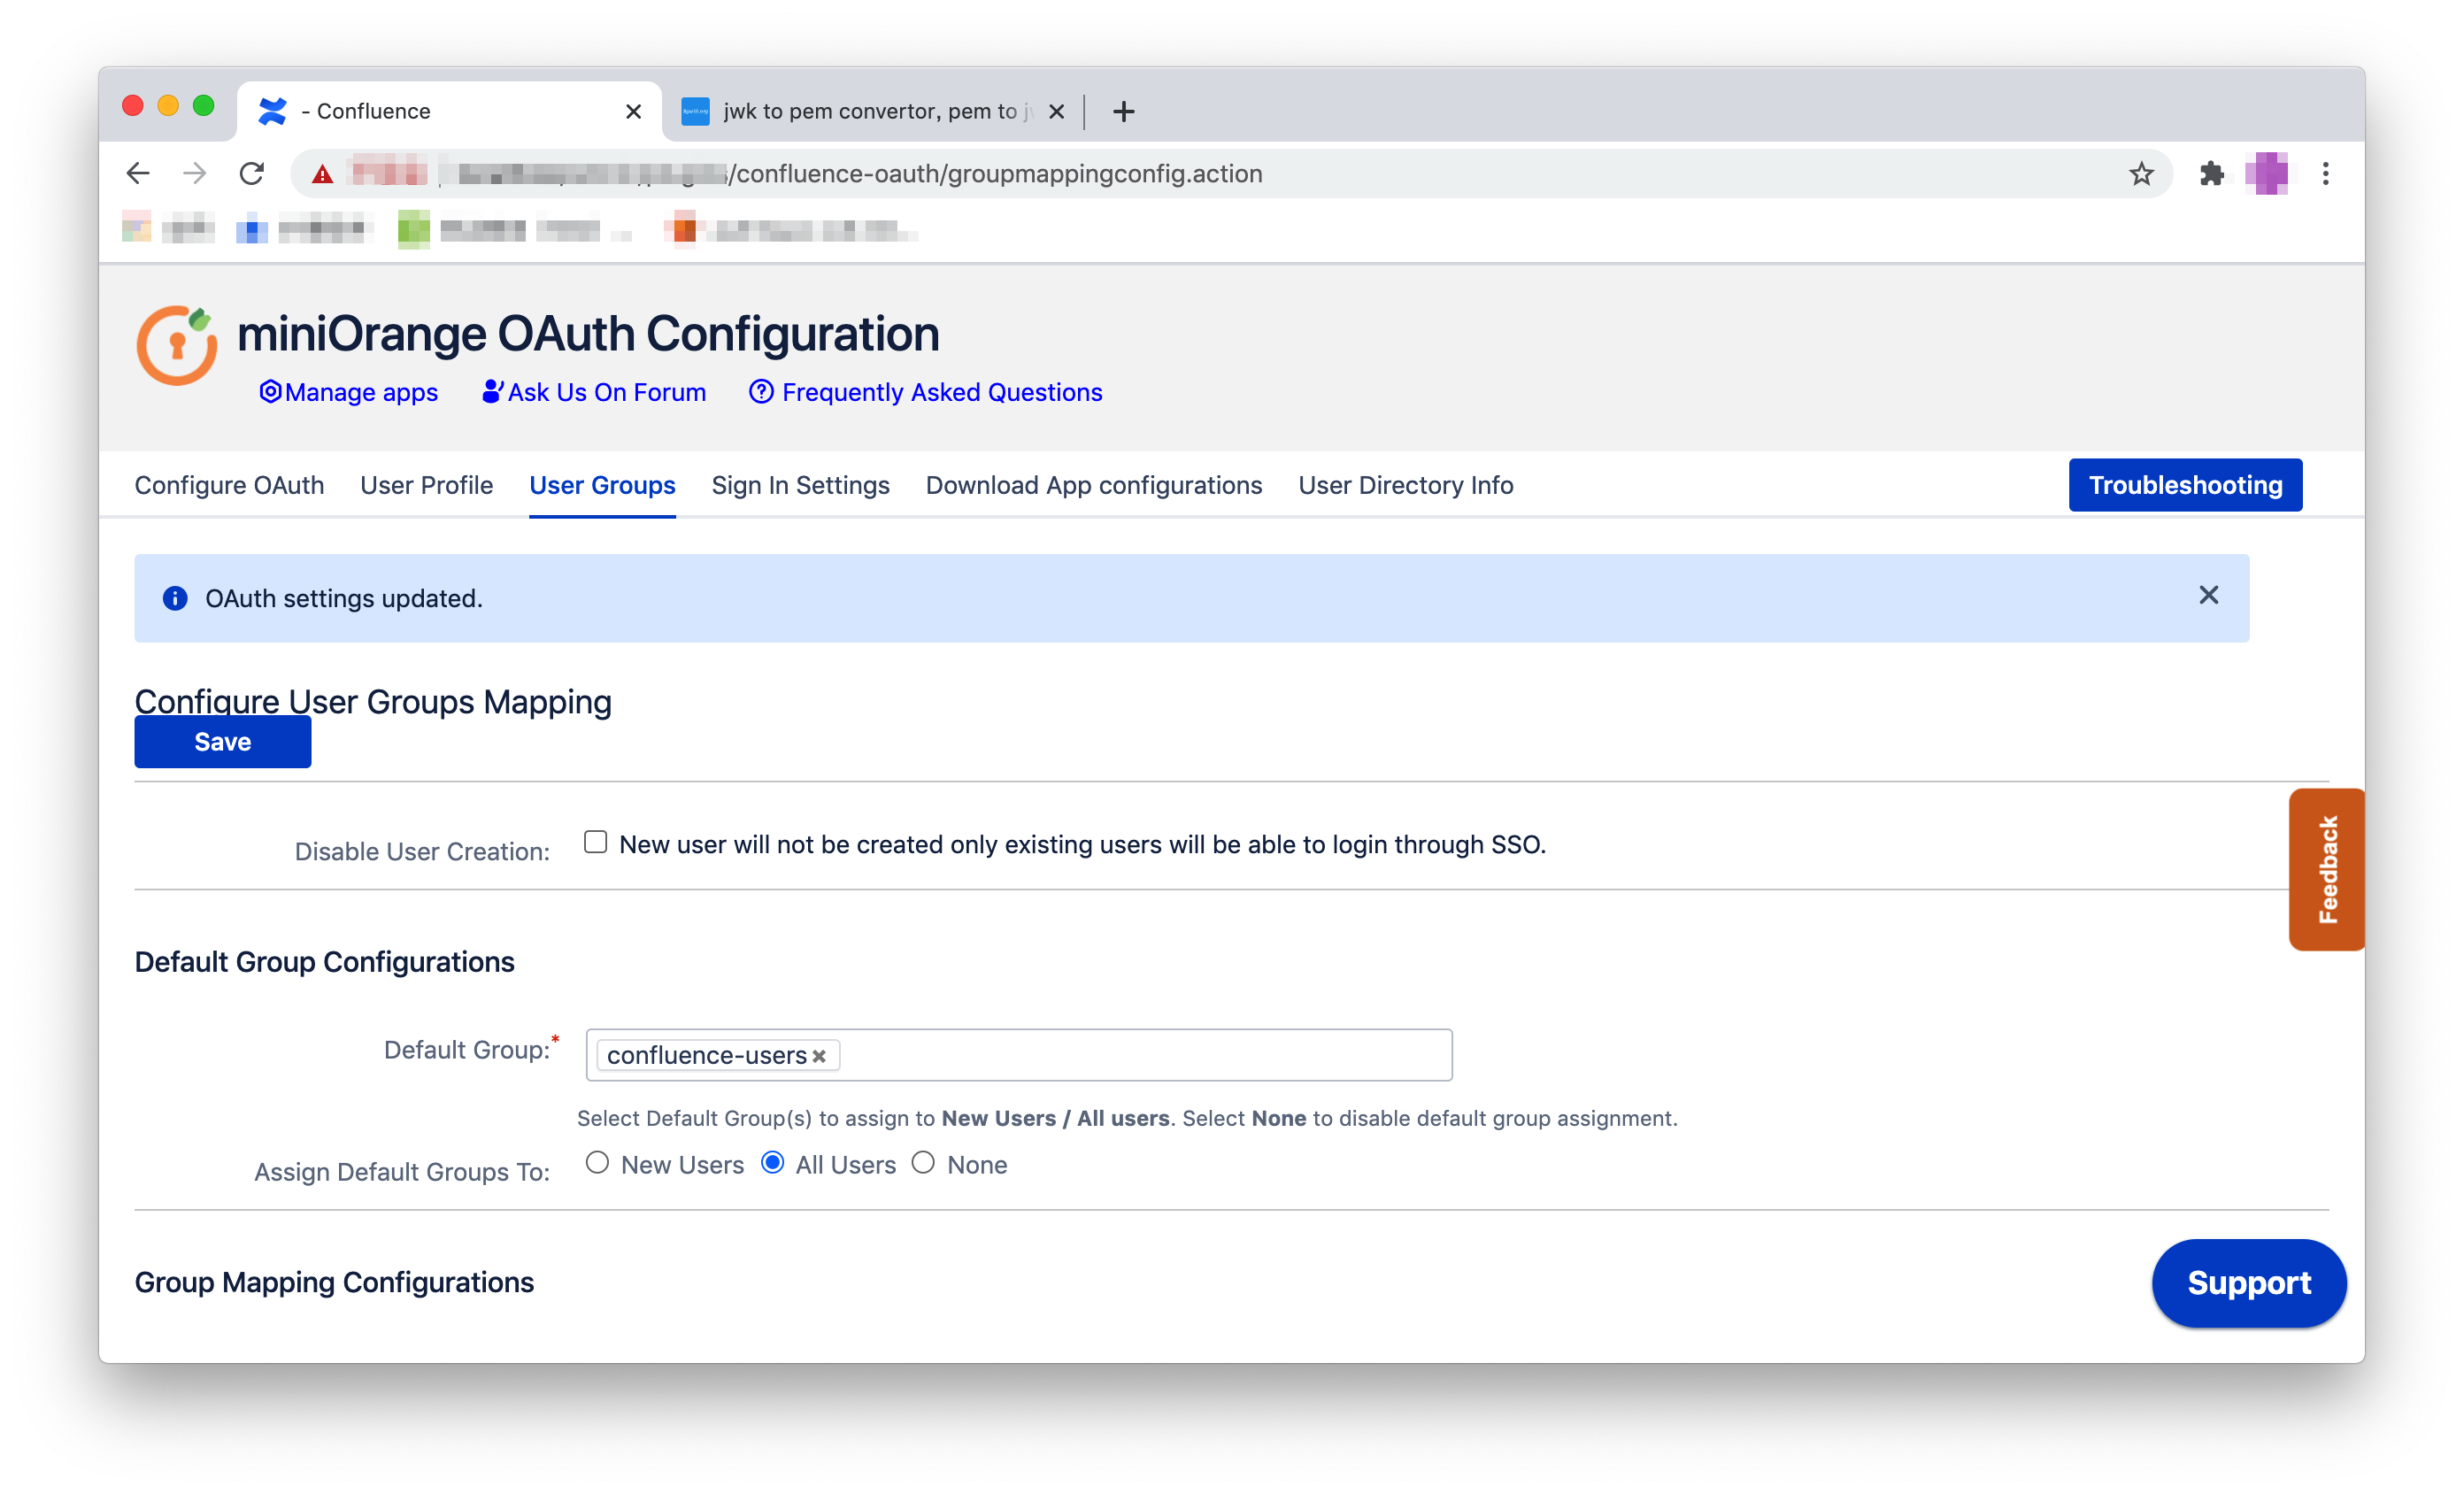 - Confluence
jwk to pem convertor, pem to
/confluence-oauth/groupmappingconfig.action
miniOrange OAuth Configuration
Manage apps Ask Us On Forum Frequently Asked Questions
Configure OAuth User Profile User Groups Sign In Settings Download App configurations User Directory Info Troubleshooting
OAuth settings updated.
Configure User Groups Mapping
Save
Disable User Creation: New user will not be created only existing users will be able to login through SSO.
Feedback
Default Group Configurations
Default Group:* confluence-users
Select Default Group(s) to assign to New Users / All users. Select None to disable default group assignment.
Assign Default Groups To: New Users All Users None
Group Mapping Configurations
Support